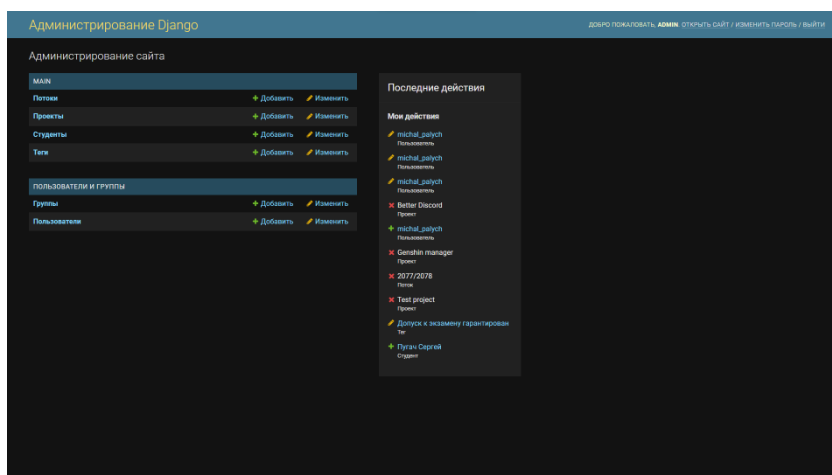 Администрирование Django
ДОБРО ПОЖАЛОВАТЬ, ADMIN. ОТКРЫТЬ САЙТ / ИЗМЕНИТЬ ПАРОЛЬ / ВЫЙТИ
Администрирование сайта
MAIN
Потоки Добавить Изменить
Проекты Добавить Изменить
Студенты Добавить Изменить
Теги Добавить Изменить
ПОЛЬЗОВАТЕЛИ И ГРУППЫ
Группы Добавить Изменить
Пользователи Добавить Изменить
Последние действия
Мои действия
michal_palych
Пользователь
michal_palych
Пользователь
michal_palych
Пользователь
Better Discord
Проект
michal_palych
Пользователь
Genshin manager
Проект
2077/2078
Поток
Test project
Проект
Допуск к экзамену гарантирован
Тег
Пугач Сергей
Студент